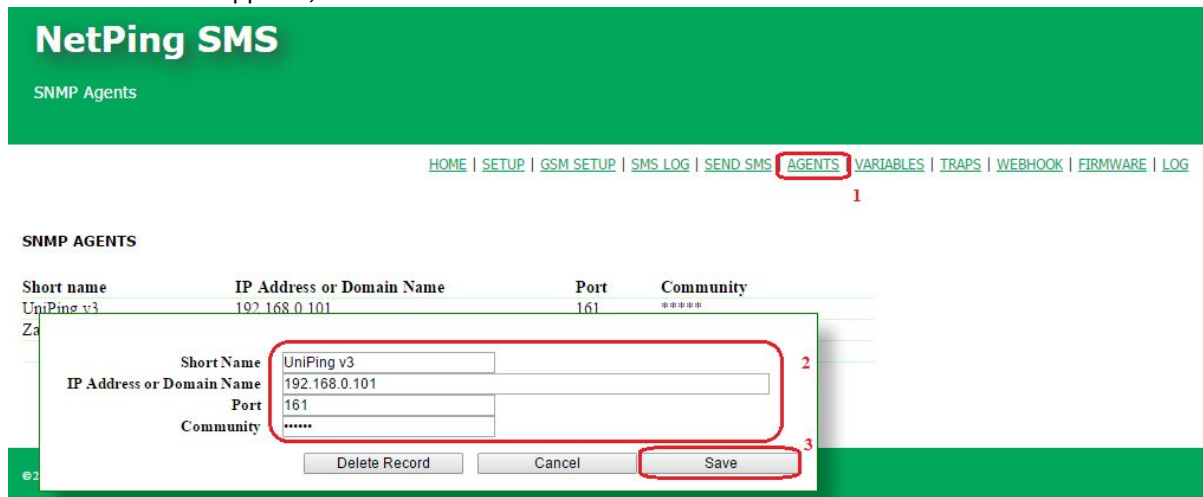 NetPing SMS
SNMP Agents
HOME | SETUP | GSM SETUP | SMS LOG | SEND SMS | AGENTS | VARIABLES | TRAPS | WEBHOOK | FIRMWARE | LOG
1
SNMP AGENTS
Short name IP Address or Domain Name Port Community
UniPing v3 192.168.0.101 161 *****
Za
Short Name UniPing v3 2
IP Address or Domain Name 192.168.0.101
Port 161
Community ••••••
3
Delete Record Cancel Save
©2